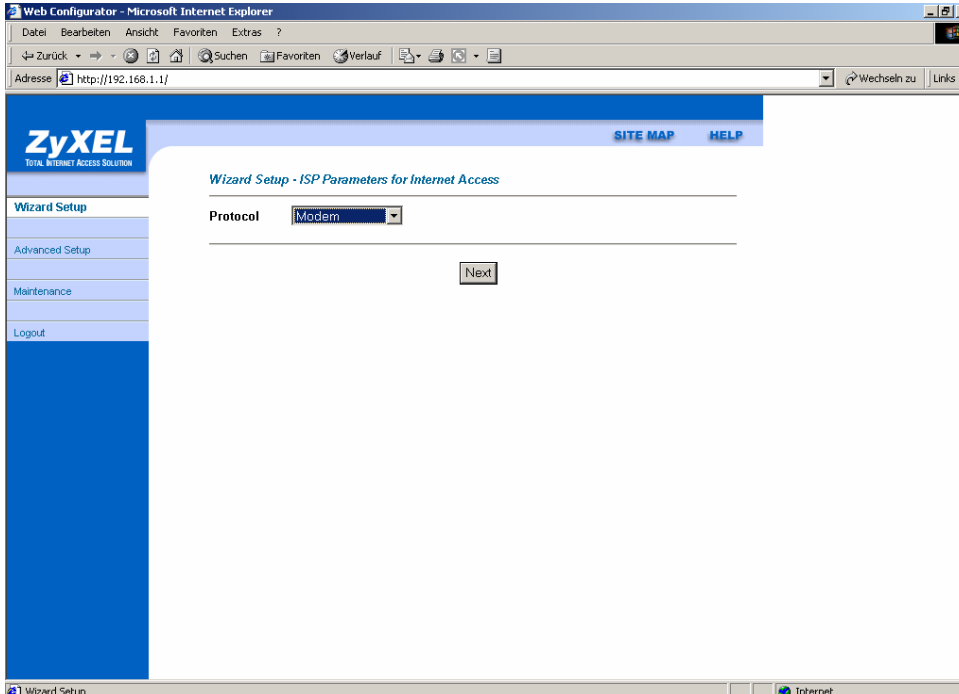 Web Configurator - Microsoft Internet Explorer
Datei Bearbeiten Ansicht Favoriten Extras ?
Zurück Suchen Favoriten Verlauf
Adresse http://192.168.1.1/ Wechseln zu Links
ZyXEL
TOTAL INTERNET ACCESS SOLUTION
SITE MAP HELP
Wizard Setup - ISP Parameters for Internet Access
Wizard Setup
Protocol Modem
Advanced Setup
Next
Maintenance
Logout
Wizard Setup Internet